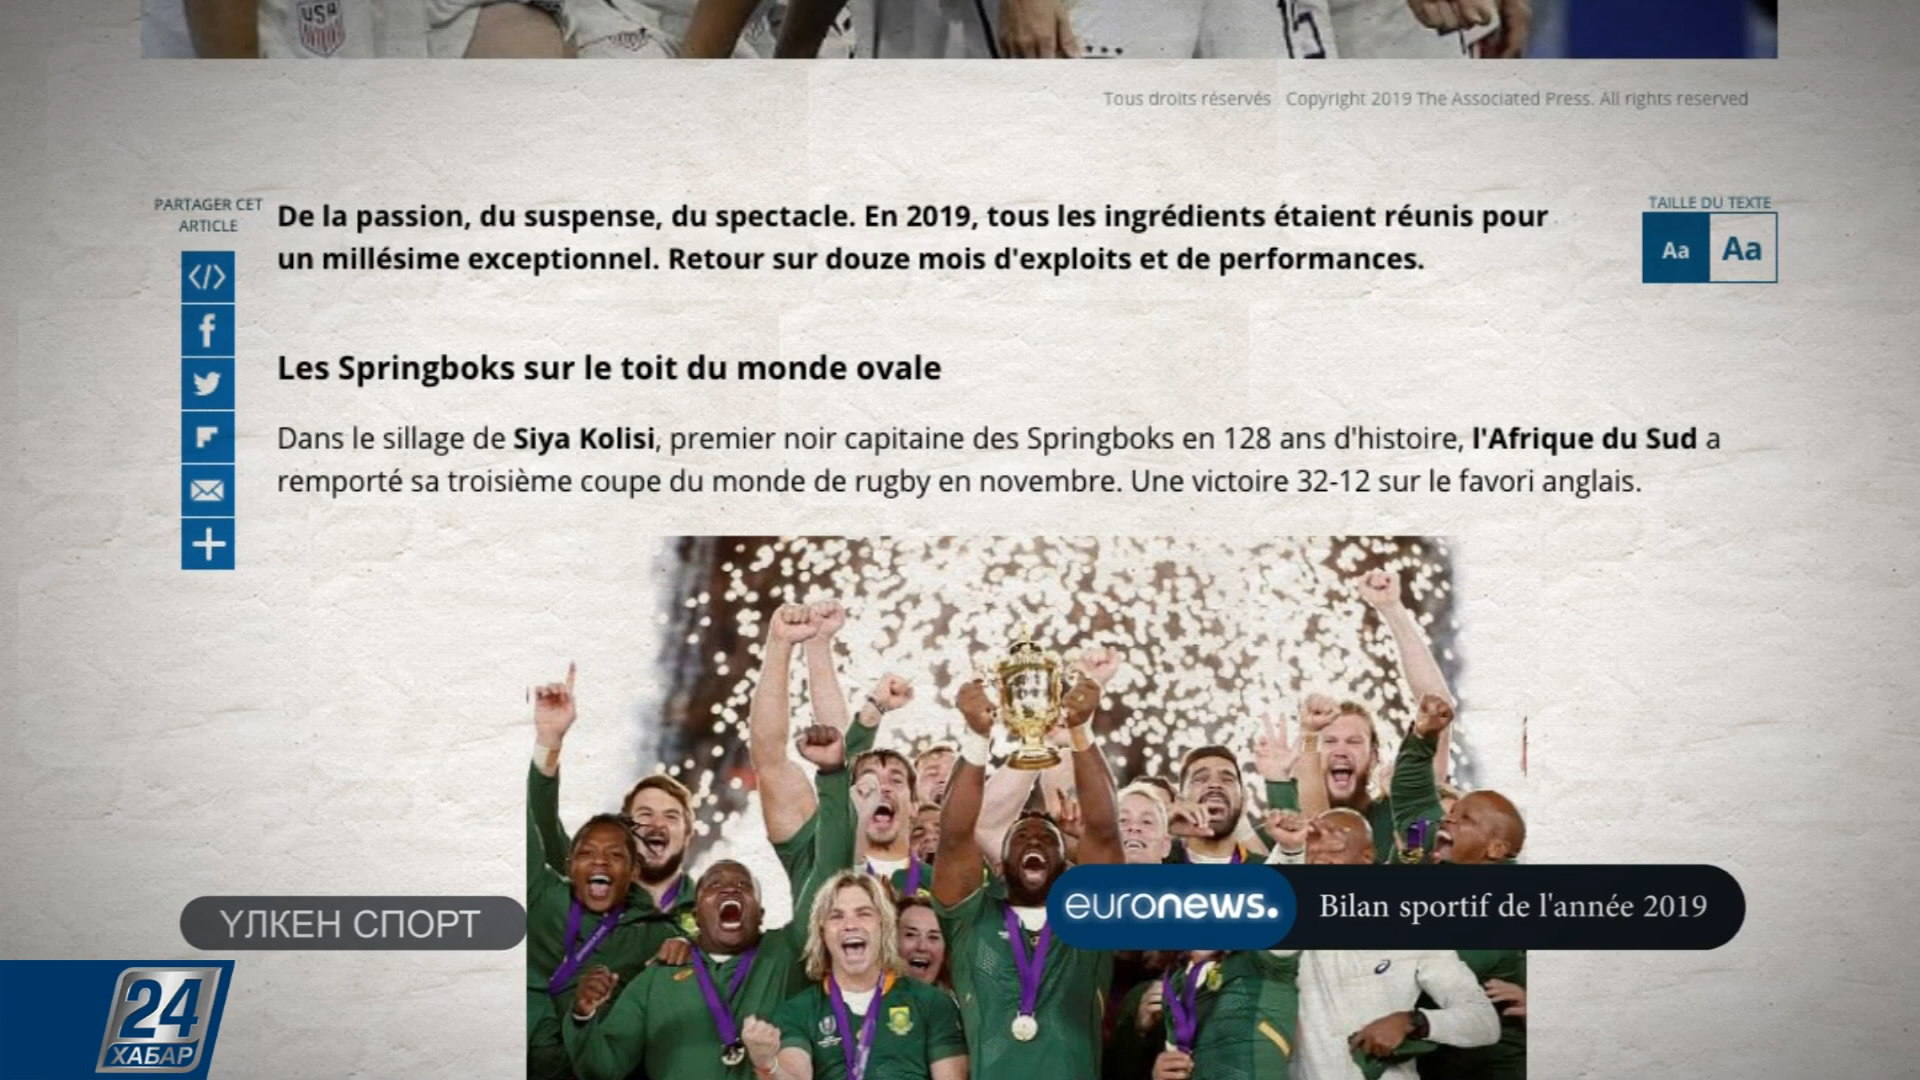 USA
15
Tous droits réservés Copyright 2019 The Associated Press. All rights reserved
PARTAGER CET
ARTICLE
TAILLE DU TEXTE
Aa Aa
De la passion, du suspense, du spectacle. En 2019, tous les ingrédients étaient réunis pour
un millésime exceptionnel. Retour sur douze mois d'exploits et de performances.
Les Springboks sur le toit du monde ovale
Dans le sillage de Siya Kolisi, premier noir capitaine des Springboks en 128 ans d'histoire, l'Afrique du Sud a
remporté sa troisième coupe du monde de rugby en novembre. Une victoire 32-12 sur le favori anglais.
ҮЛКЕН СПОРТ
euronews. Bilan sportif de l'année 2019
24
ХАБАР